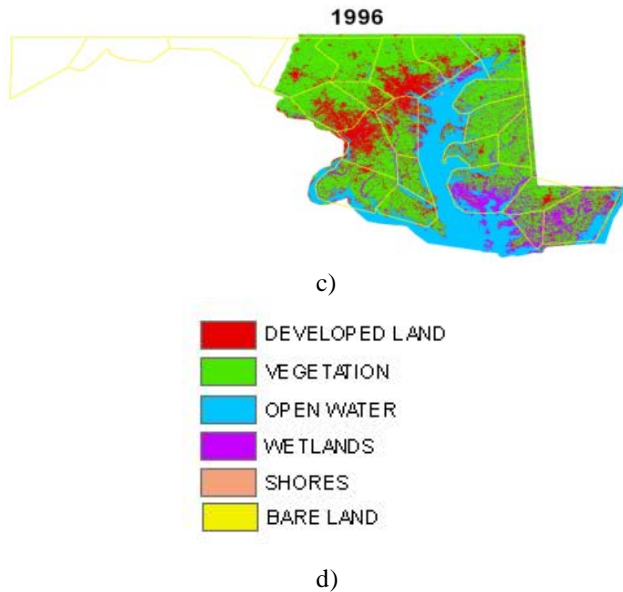 1996
c)
DEVELOPED LAND
VEGETATION
OPEN WATER
WETLANDS
SHORES
BARE LAND
d)